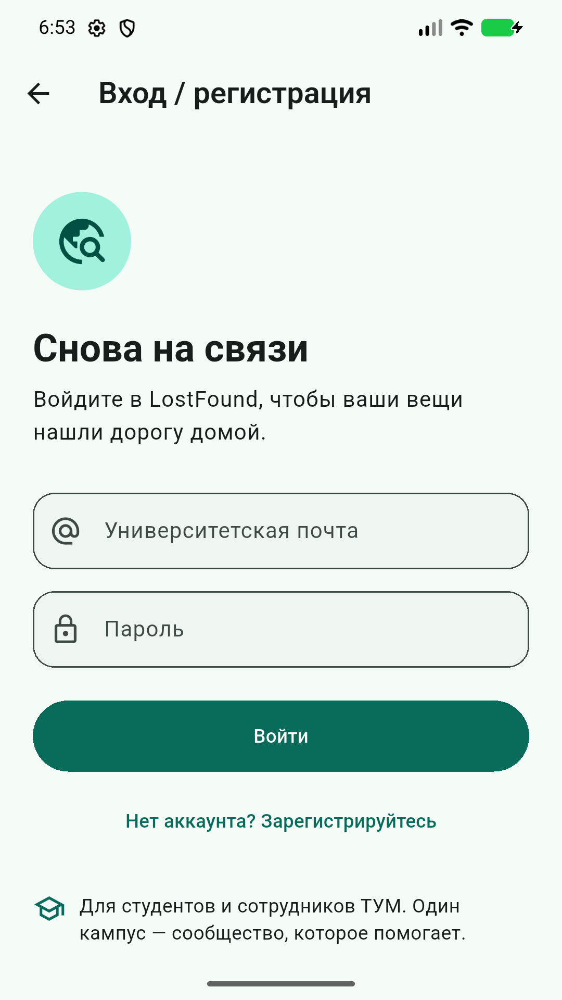 6:53
Вход / регистрация
Снова на связи
Войдите в LostFound, чтобы ваши вещи
нашли дорогу домой.
Университетская почта
Пароль
Войти
Нет аккаунта? Зарегистрируйтесь
Для студентов и сотрудников ТУМ. Один
кампус — сообщество, которое помогает.